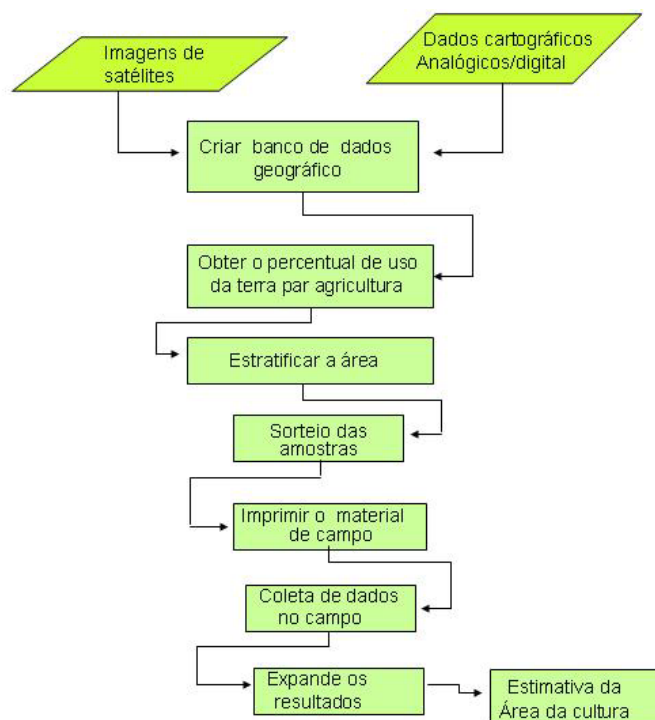 Imagens de
satélites
Dados cartográficos
Analógicos/digital
Criar banco de dados
geográfico
Obter o percentual de uso
da terra par agricultura
Estratificar a área
Sorteio das
amostras
Imprimir o material
de campo
Coleta de dados
no campo
Expande os
resultados
Estimativa da
Área da cultura